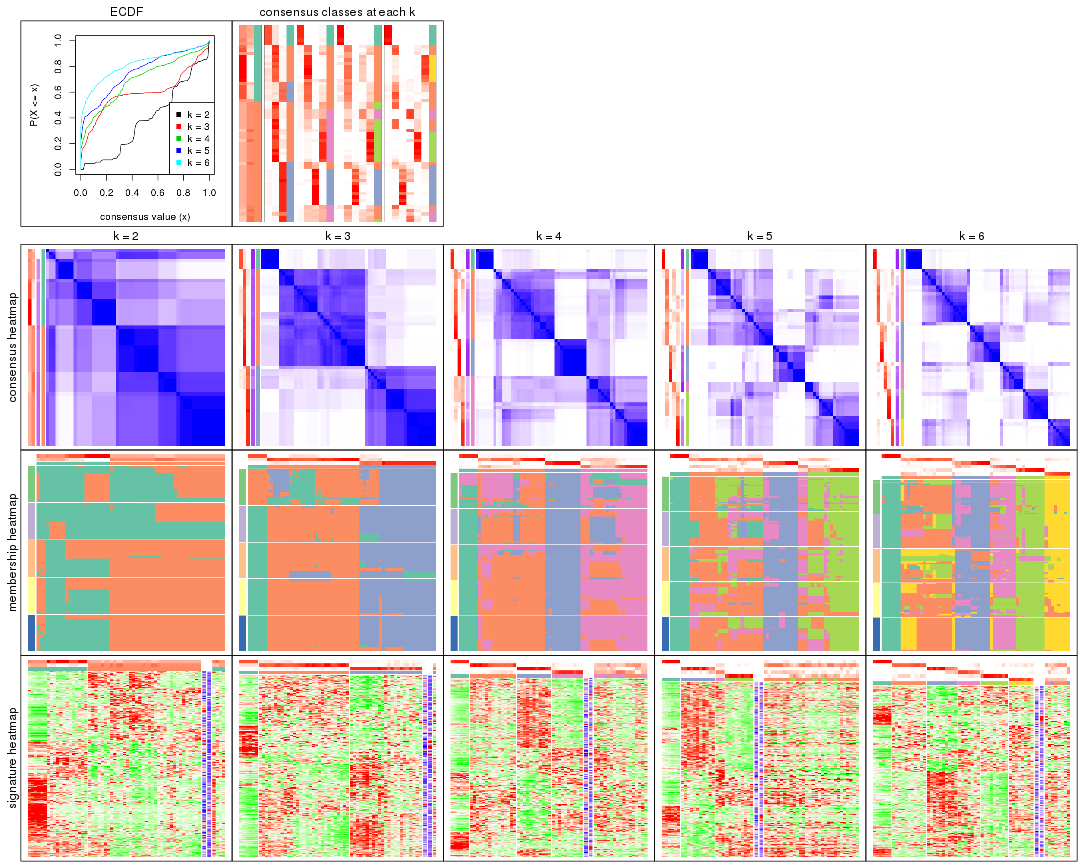 ECDF
consensus classes at each k
P(X <= x)
0.0 0.2 0.4 0.6 0.8 1.0
k = 2
k = 3
k = 4
k = 5
k = 6
0.0 0.2 0.4 0.6 0.8 1.0
consensus value (x)
k = 2
k = 3
k = 4
k = 5
k = 6
consensus heatmap
membership heatmap
signature heatmap